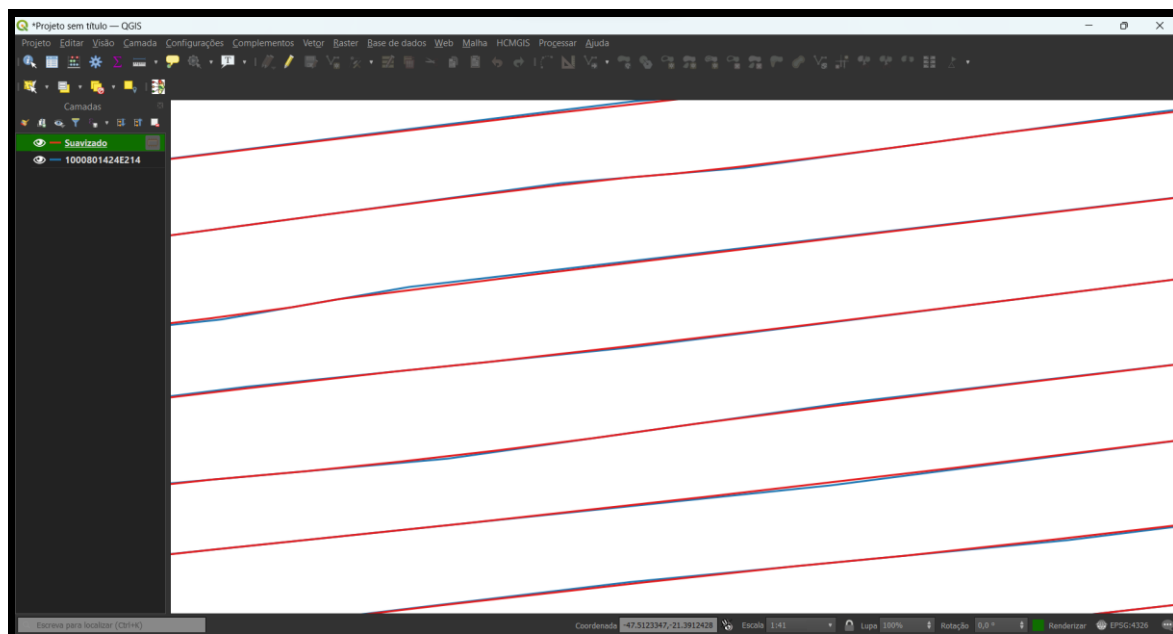 *Projeto sem título — QGIS
Projeto Editar Visão Camada Configurações Complementos Vetor Raster Base de dados Web Malha HCMGIS Processar Ajuda
Camadas
Suavizado
1000801424E214
Escreva para localizar (Ctrl+K) Coordenada -47.5123347,-21.3912428 Escala 1:41 Lupa 100% Rotação 0,0 ° Renderizar EPSG:4326